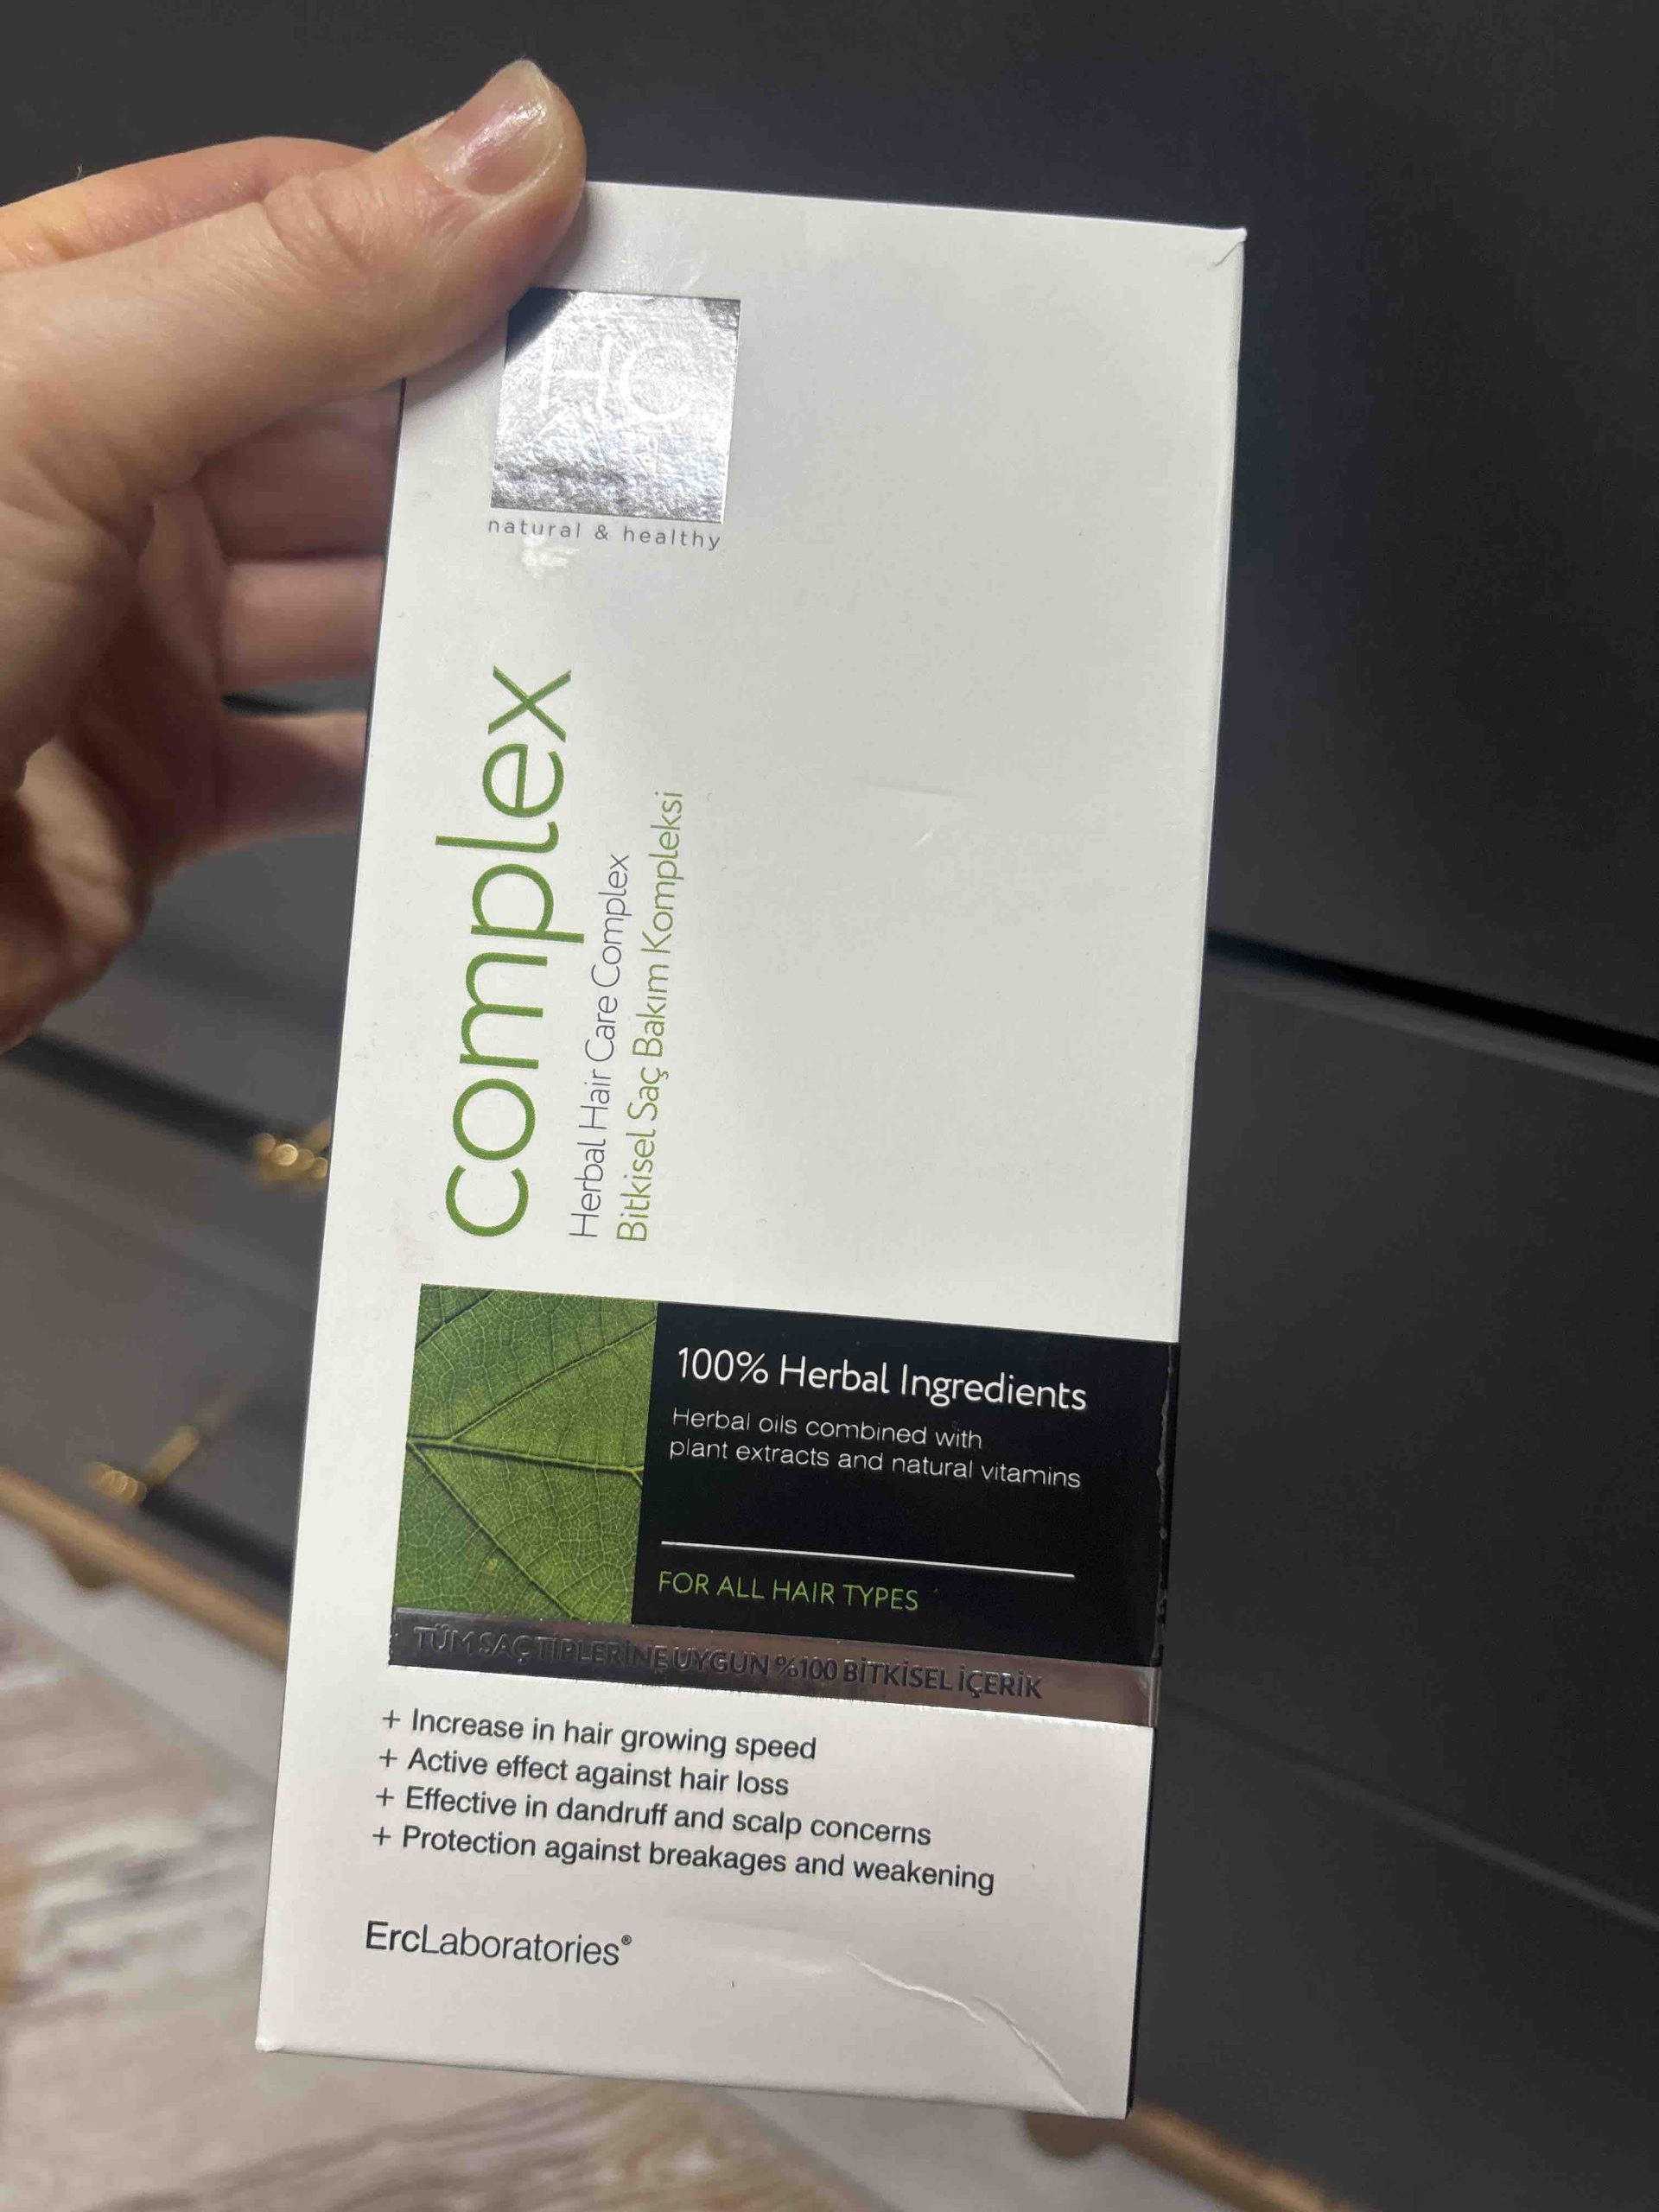 HC
natural & healthy
complex
Herbal Hair Care Complex
Bitkisel Saç Bakım Kompleksi
100% Herbal Ingredients
Herbal oils combined with
plant extracts and natural vitamins
FOR ALL HAIR TYPES
TÜM SAÇ TİPLERİNE UYGUN %100 BİTKİSEL İÇERİK
+ Increase in hair growing speed
+ Active effect against hair loss
+ Effective in dandruff and scalp concerns
+ Protection against breakages and weakening
ErcLaboratories®